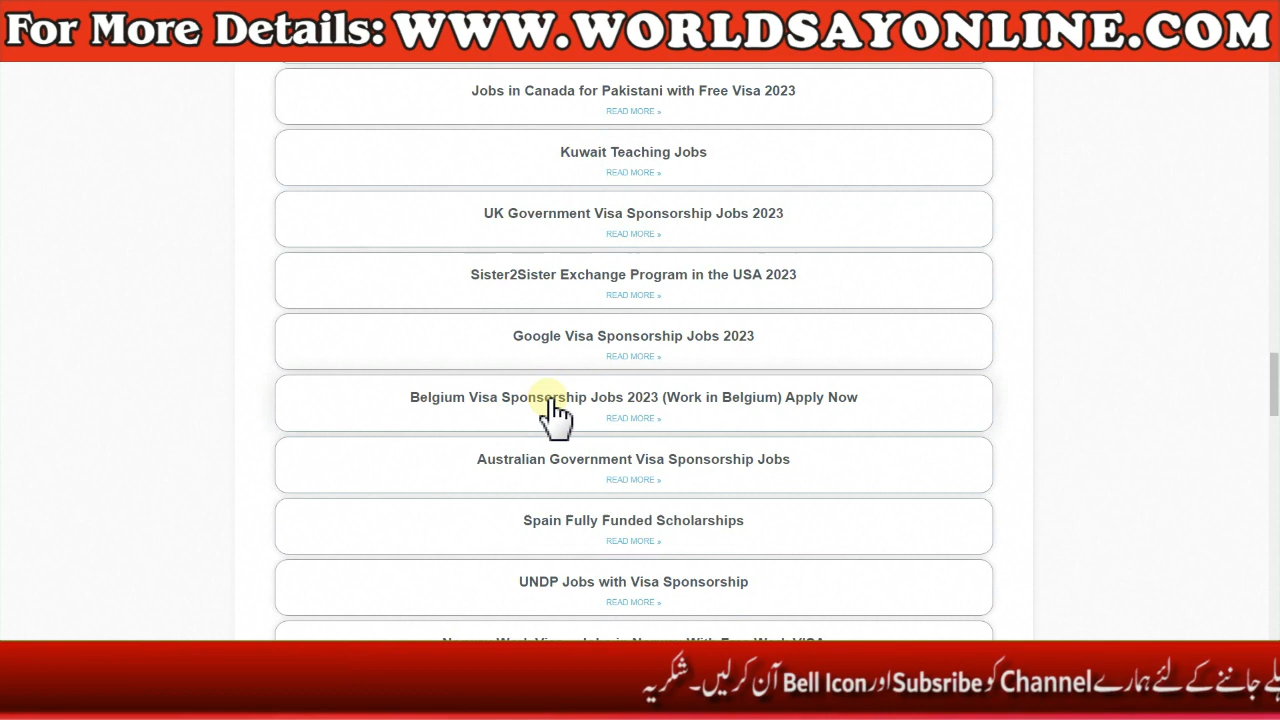 For More Details: WWW.WORLDSAYONLINE.COM
Jobs in Canada for Pakistani with Free Visa 2023
READ MORE »
Kuwait Teaching Jobs
READ MORE »
UK Government Visa Sponsorship Jobs 2023
READ MORE »
Sister2Sister Exchange Program in the USA 2023
READ MORE »
Google Visa Sponsorship Jobs 2023
READ MORE »
Belgium Visa Sponsorship Jobs 2023 (Work in Belgium) Apply Now
READ MORE »
Australian Government Visa Sponsorship Jobs
READ MORE »
Spain Fully Funded Scholarships
READ MORE »
UNDP Jobs with Visa Sponsorship
READ MORE »
جاننے کے لئے ہمارے Channel کو Subsribe اور Bell Icon آن کرلیں۔ شکریہ